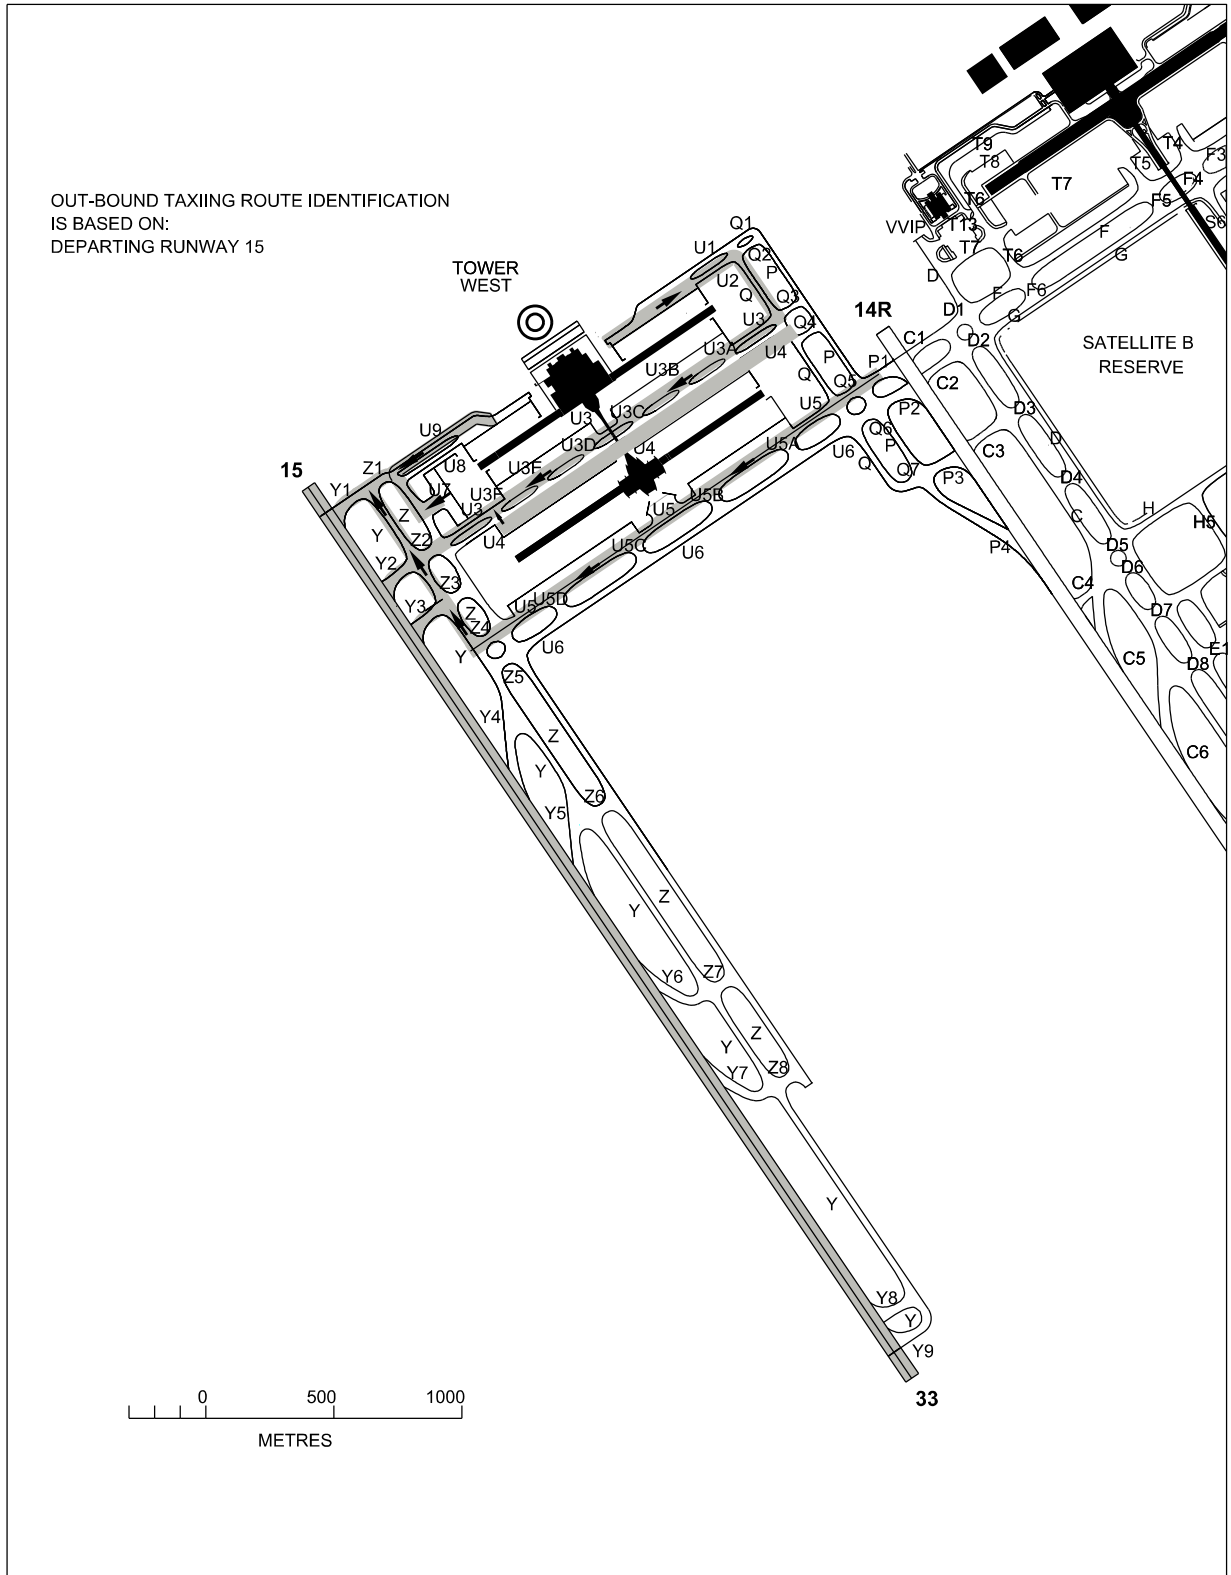 OUT-BOUND TAXIING ROUTE IDENTIFICATION
IS BASED ON:
DEPARTING RUNWAY 15
TOWER
WEST
T9
T8
T4
T5
F3
T7
F4
T6
F5
VVIP
T13
S6
F
T7
T6
G
Q1
U1
Q2
D
F6
U2
P
F
Q
Q3
14R
D1
G
U3
Q4
C1
D2
SATELLITE B
RESERVE
U3A
U4
P
P1
U3B
Q
Q5
C2
U3C
U5
P2
D3
U3
U9
Q6
D
U3D
U4
U5A
U6
P
C3
15
Z1
U8
U3E
Q
Q7
D4
P3
Y1
U7
U3F
U5B
C
H
Z
U3
U5
H5
Y
Z2
U4
U5C
U6
P4
D5
Y2
D6
Z3
C4
Y3
U5D
U5
D7
Z
Z4
U6
E1
Y
C5
D8
Z5
Y4
Z
C6
Y
Z6
Y5
Z
Y
Y6
Z7
Z
Y
Y7
Z8
Y
Y8
Y
Y9
33
0 500 1000
METRES